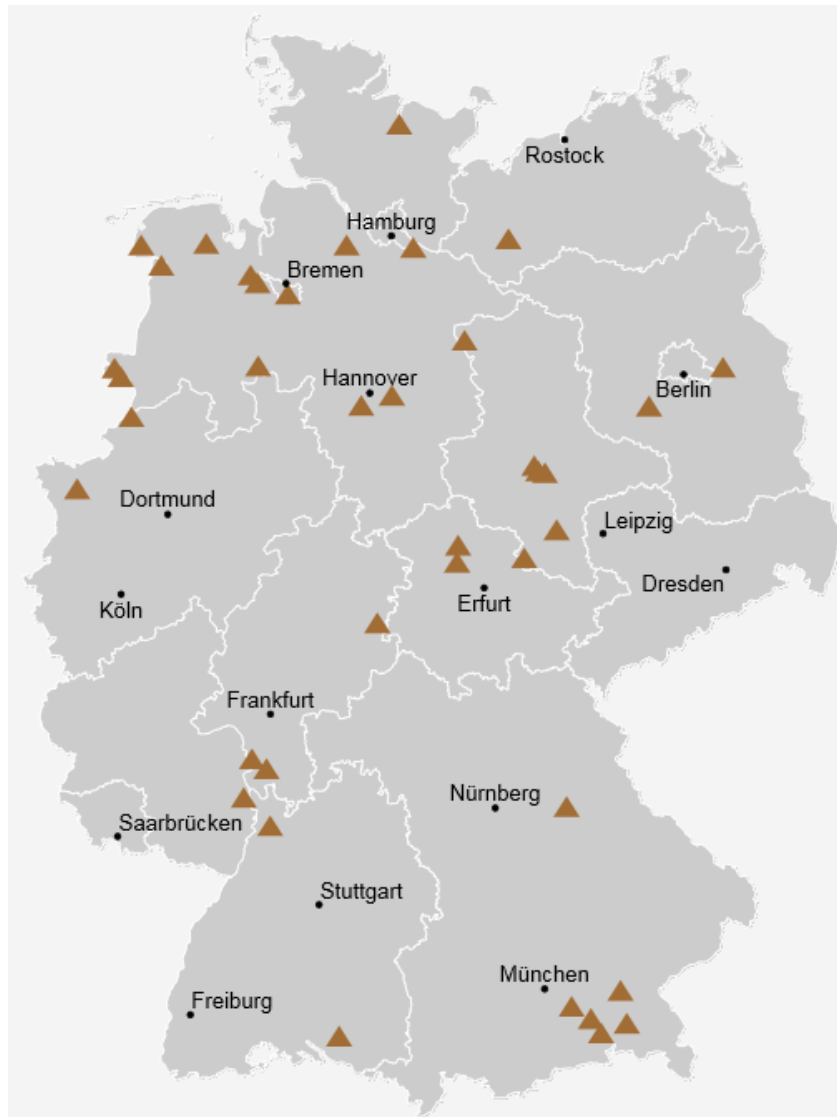 Rostock
Hamburg
Bremen
Hannover
Berlin
Dortmund
Leipzig
Dresden
Köln
Erfurt
Frankfurt
Nürnberg
Saarbrücken
Stuttgart
München
Freiburg